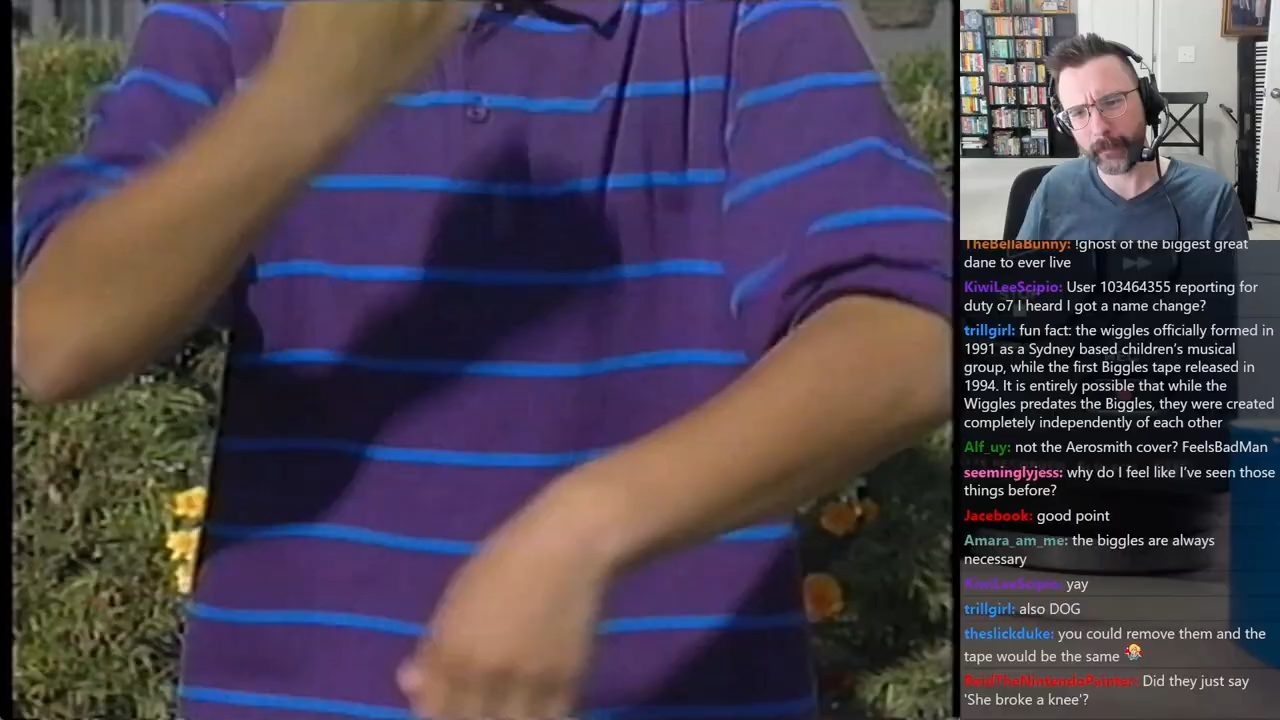 TheBellaBunny: !ghost of the biggest great
dane to ever live
KiwiLeeScipio: User 103464355 reporting for
duty o7 I heard I got a name change?
trillgirl: fun fact: the wiggles officially formed in
1991 as a Sydney based children's musical
group, while the first Biggles tape released in
1994. It is entirely possible that while the
Wiggles predates the Biggles, they were created
completely independently of each other
Alf_uy: not the Aerosmith cover? FeelsBadMan
seeminglyjess: why do I feel like I've seen those
things before?
Jacebook: good point
Amara_am_me: the biggles are always
necessary
KiwiLeeScipio: yay
trillgirl: also DOG
theslickduke: you could remove them and the
tape would be the same
ReidTheNintendoPainter: Did they just say
'She broke a knee'?